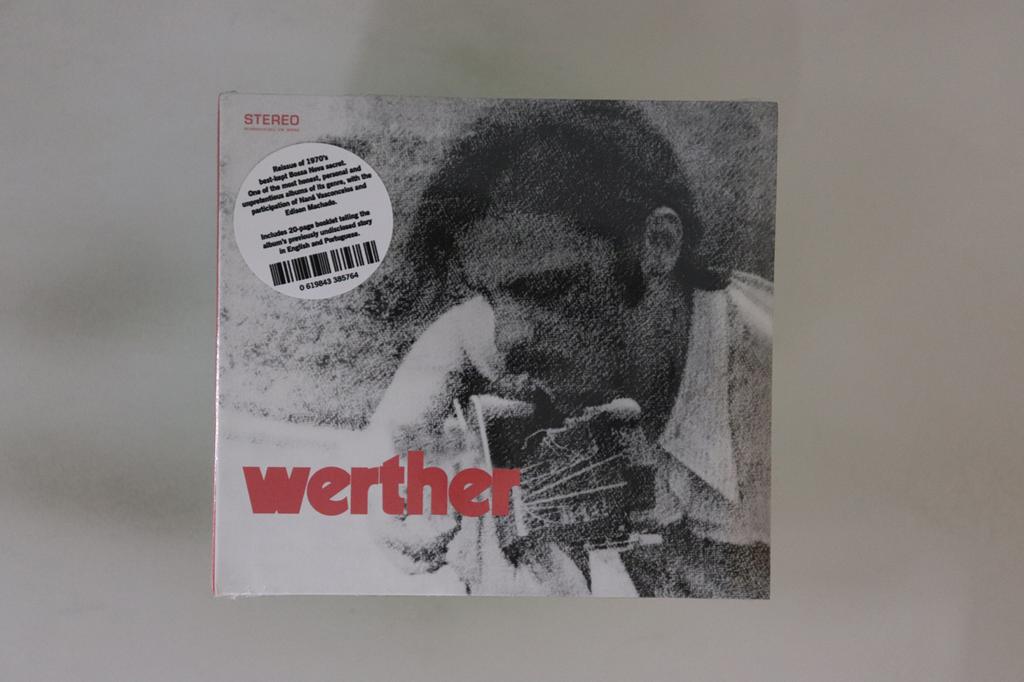 STEREO
Reissue of 1970's
best-kept Bossa Nova secret.
One of the most honest, personal and
unpretentious albums of its genre, with the
participation of Naná Vasconcelos and
Edison Machado.
Includes 20-page booklet telling the
album's previously undisclosed story
in English and Portuguese.
0 619843 385764
werther